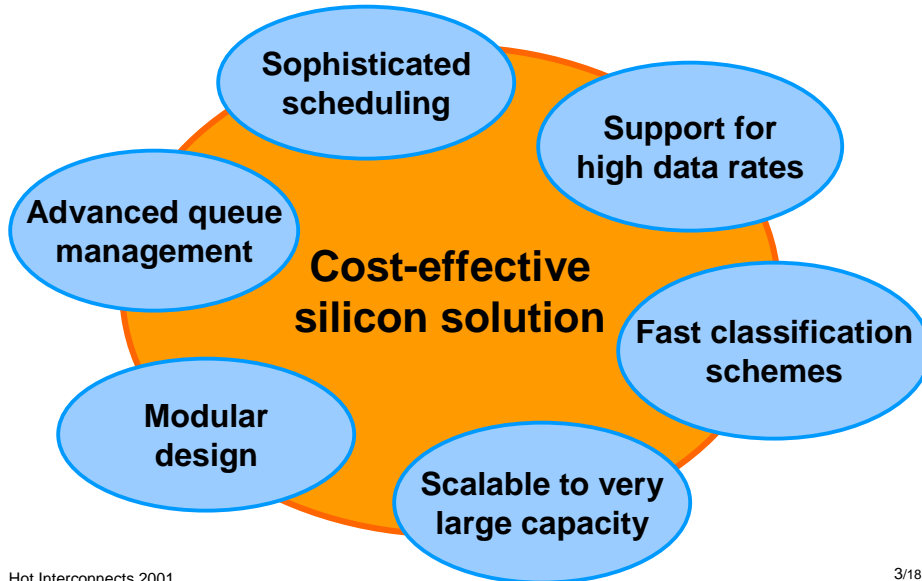 Sophisticated
scheduling
Support for
high data rates
Advanced queue
management
Cost-effective
silicon solution
Fast classification
schemes
Modular
design
Scalable to very
large capacity
Hot Interconnects 2001
3/18